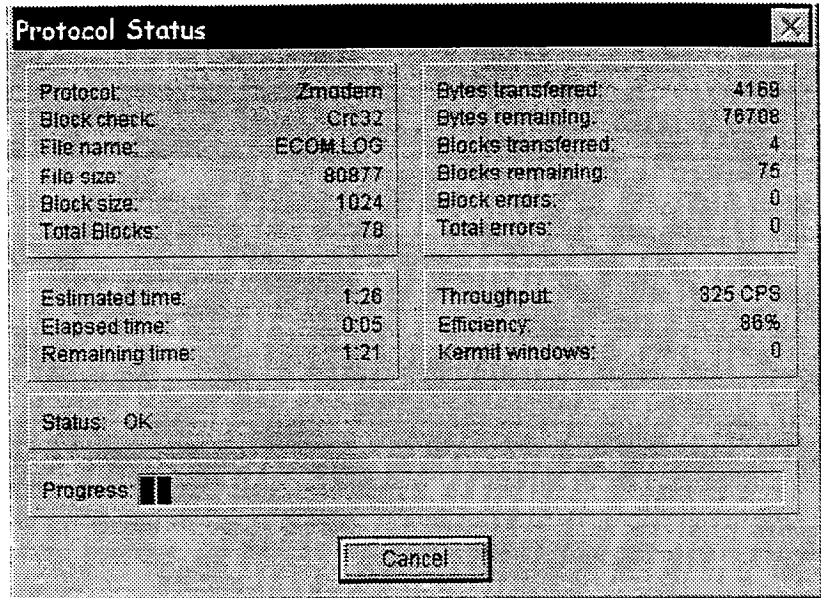 Protocol Status
Protocol: Zmodem
Block check: Crc32
File name: ECOM.LOG
File size: 80877
Block size: 1024
Total Blocks: 79
Bytes transferred: 4169
Bytes remaining: 76708
Blocks transferred: 4
Blocks remaining: 75
Block errors: 0
Total errors: 0
Estimated time: 1:26
Elapsed time: 0:05
Remaining time: 1:21
Throughput: 825 CPS
Efficiency: 86%
Kermit windows: 0
Status: OK
Progress:
Cancel